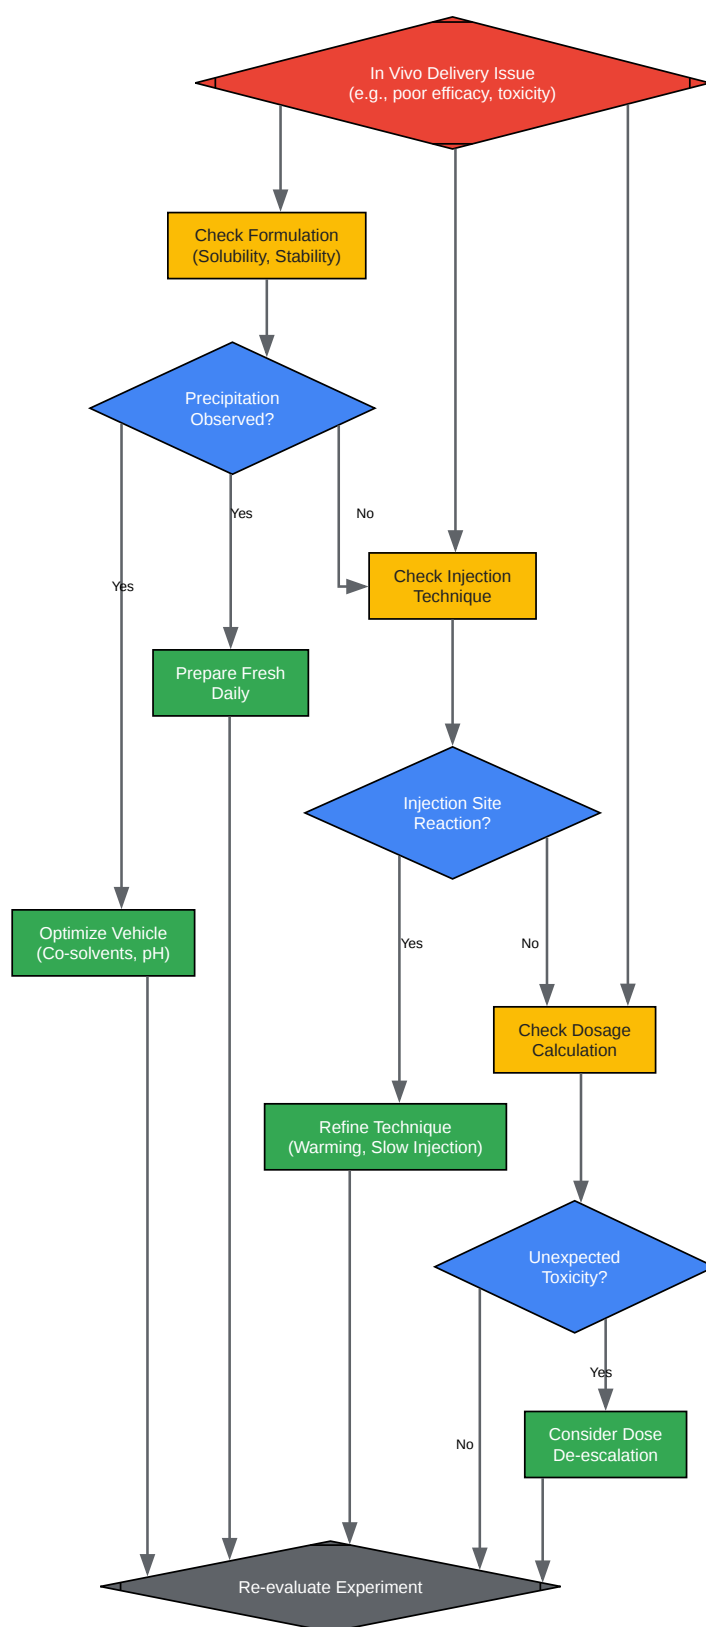 In Vivo Delivery Issue
(e.g., poor efficacy, toxicity)
Check Formulation
(Solubility, Stability)
Precipitation
Observed?
Yes
No
Check Injection
Technique
Yes
Prepare Fresh
Daily
Injection Site
Reaction?
Optimize Vehicle
(Co-solvents, pH)
Yes
No
Check Dosage
Calculation
Refine Technique
(Warming, Slow Injection)
Unexpected
Toxicity?
Yes
No
Consider Dose
De-escalation
Re-evaluate Experiment